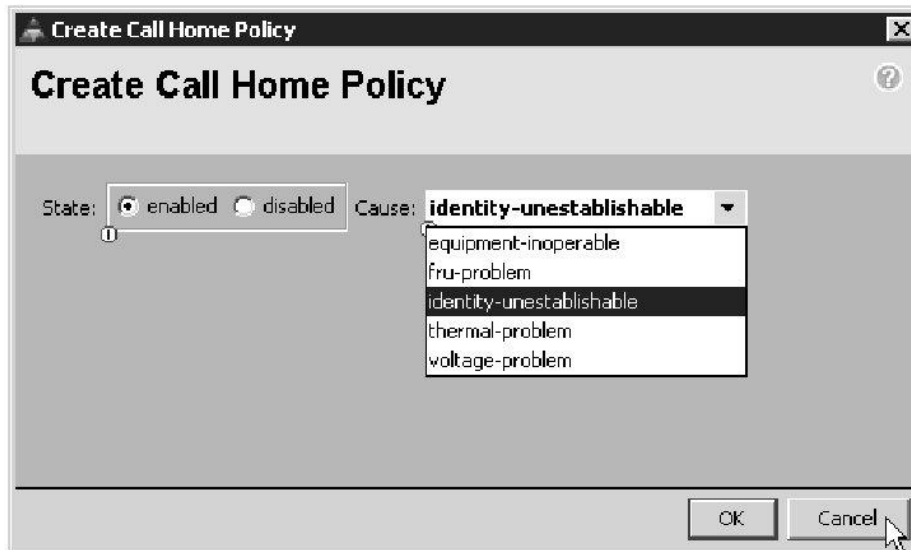 Create Call Home Policy
Create Call Home Policy
State: enabled disabled Cause: identity-unestablishable
equipment-inoperable
fru-problem
identity-unestablishable
thermal-problem
voltage-problem
OK Cancel